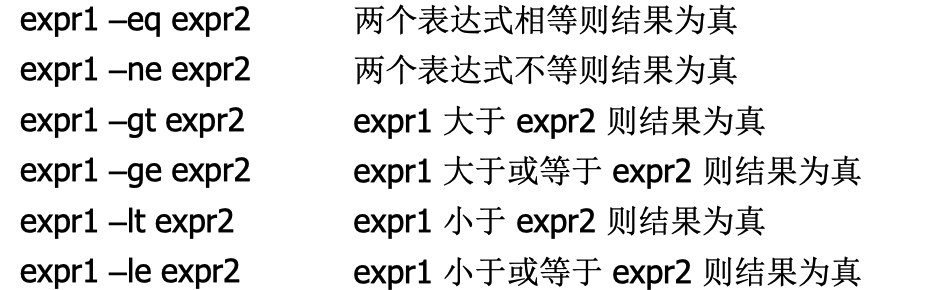 expr1 –eq expr2 两个表达式相等则结果为真
expr1 –ne expr2 两个表达式不等则结果为真
expr1 –gt expr2 expr1 大于 expr2 则结果为真
expr1 –ge expr2 expr1 大于或等于 expr2 则结果为真
expr1 –lt expr2 expr1 小于 expr2 则结果为真
expr1 –le expr2 expr1 小于或等于 expr2 则结果为真